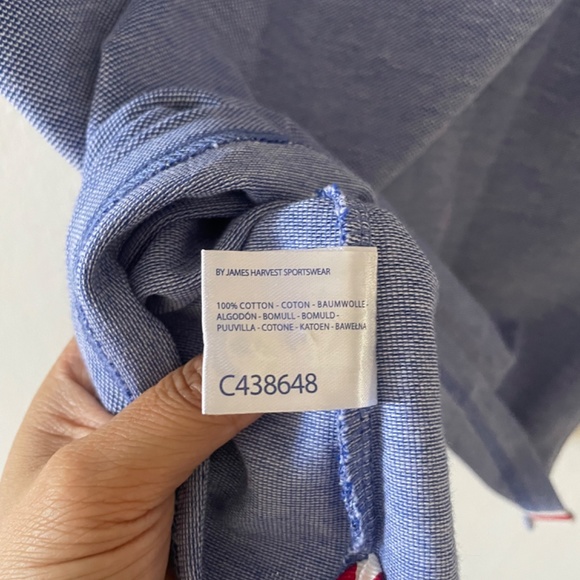 BY JAMES HARVEST SPORTSWEAR
100% COTTON - COTON - BAUMWOLLE-
ALGODÓN - BOMULL - BOMULD -
PUUVILLA - COTONE - KATOEN - BAWEŁNA
C438648